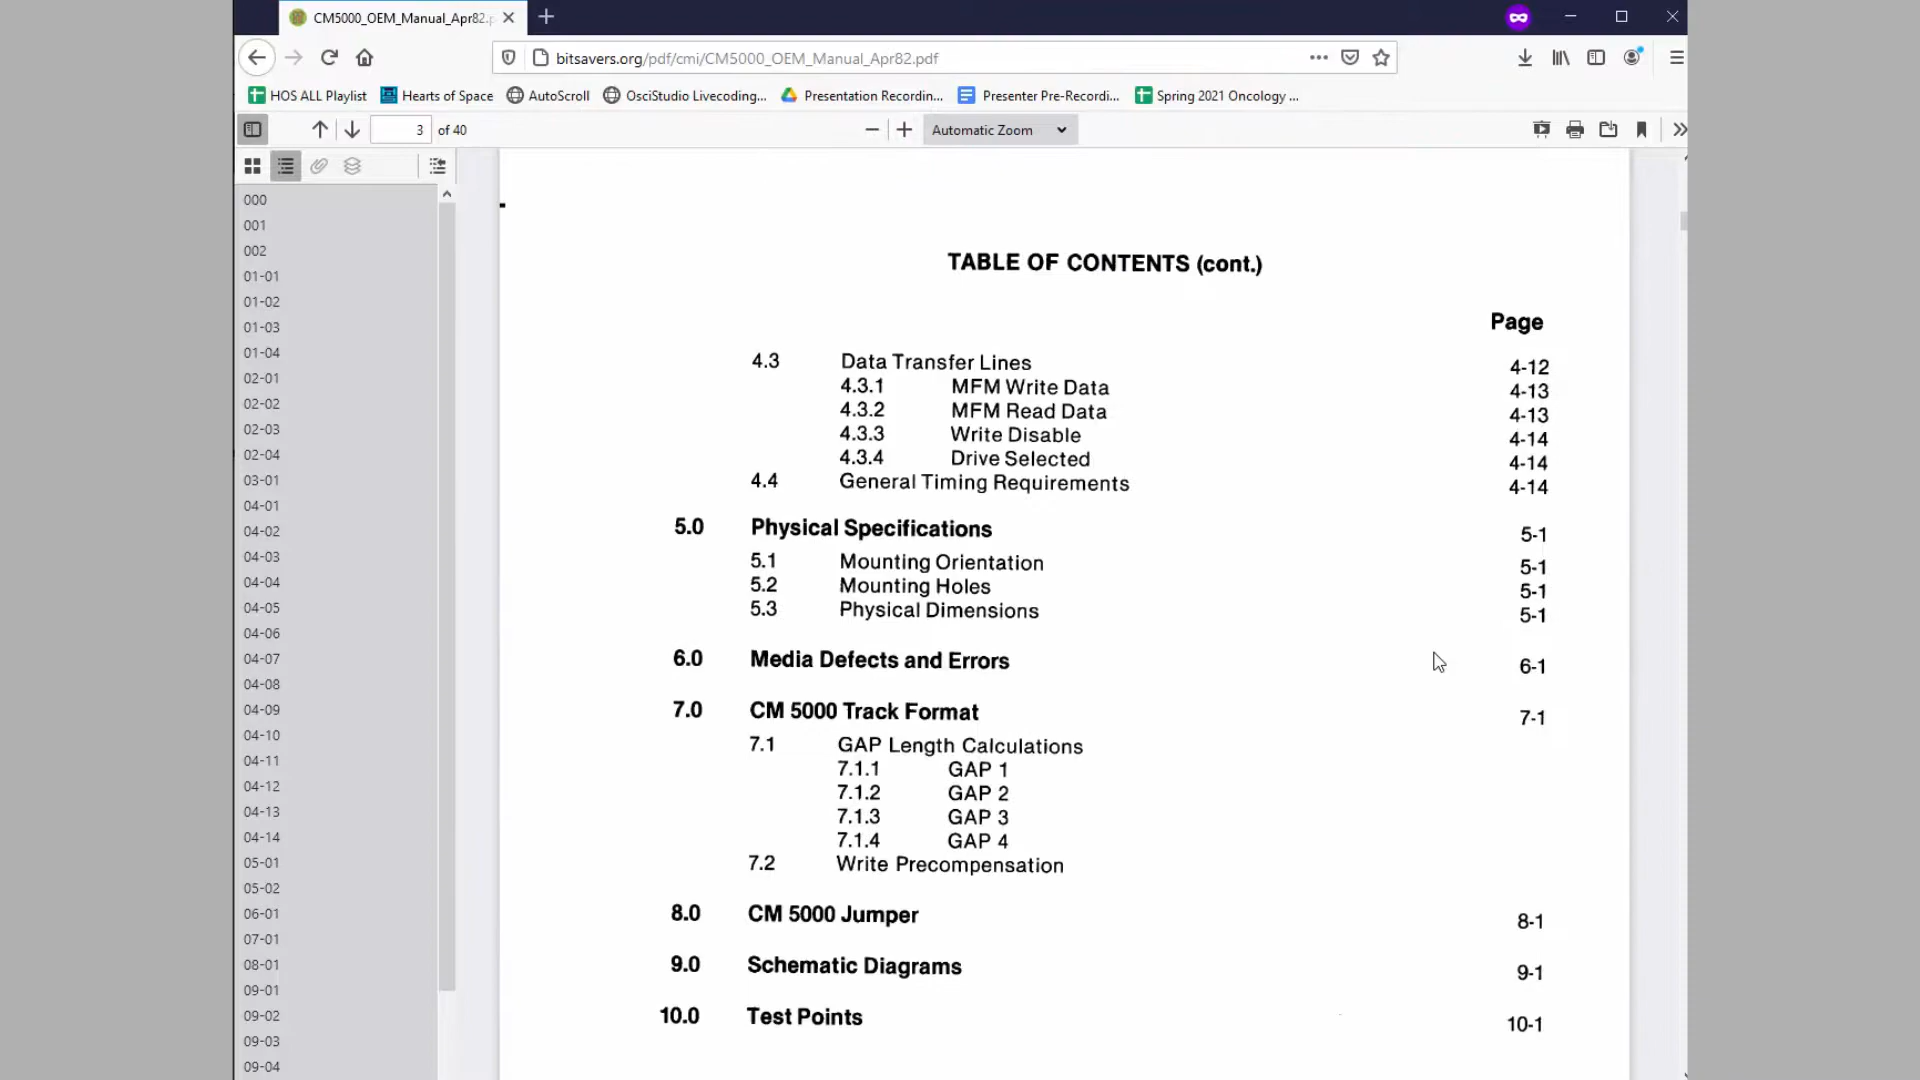 CM5000_OEM_Manual_Apr82.p
bitsavers.org/pdf/cmi/CM5000_OEM_Manual_Apr82.pdf
HOS ALL Playlist Hearts of Space AutoScroll OsciStudio Livecoding... Presentation Recordin... Presenter Pre-Recordi... Spring 2021 Oncology ...
3 of 40 Automatic Zoom
000
001
002
01-01
01-02
01-03
01-04
02-01
02-02
02-03
02-04
03-01
04-01
04-02
04-03
04-04
04-05
04-06
04-07
04-08
04-09
04-10
04-11
04-12
04-13
04-14
05-01
05-02
06-01
07-01
08-01
09-01
09-02
09-03
09-04
TABLE OF CONTENTS (cont.)
Page
4.3 Data Transfer Lines 4-12
4.3.1 MFM Write Data 4-13
4.3.2 MFM Read Data 4-13
4.3.3 Write Disable 4-14
4.3.4 Drive Selected 4-14
4.4 General Timing Requirements 4-14
5.0 Physical Specifications 5-1
5.1 Mounting Orientation 5-1
5.2 Mounting Holes 5-1
5.3 Physical Dimensions 5-1
6.0 Media Defects and Errors 6-1
7.0 CM 5000 Track Format 7-1
7.1 GAP Length Calculations
7.1.1 GAP 1
7.1.2 GAP 2
7.1.3 GAP 3
7.1.4 GAP 4
7.2 Write Precompensation
8.0 CM 5000 Jumper 8-1
9.0 Schematic Diagrams 9-1
10.0 Test Points 10-1